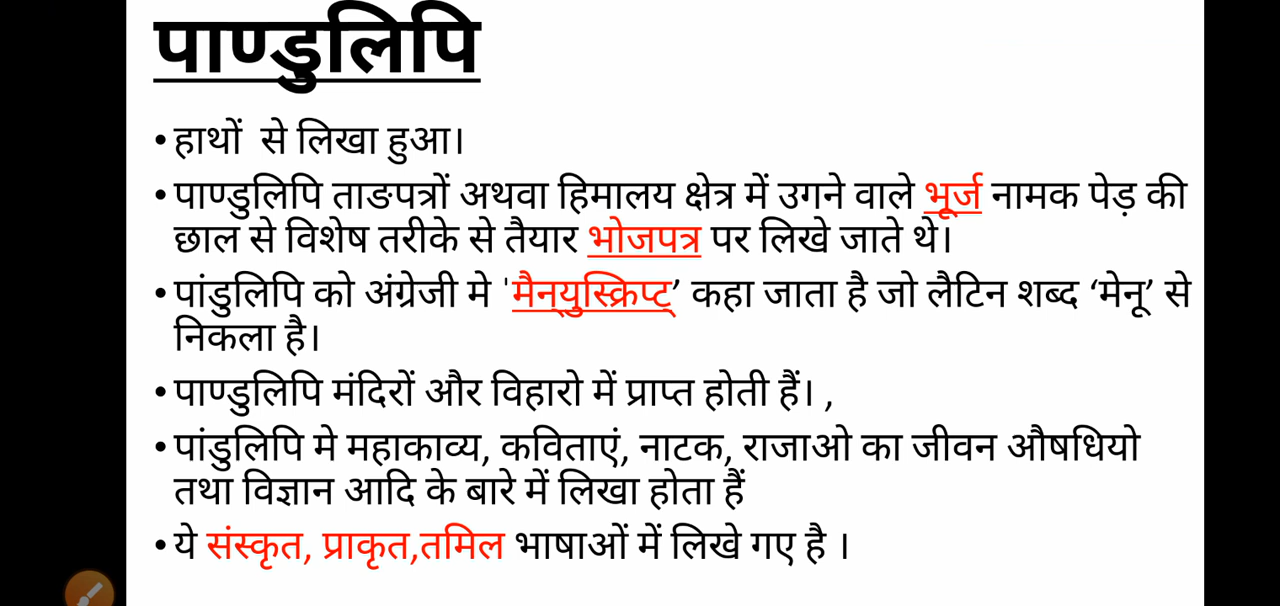 पाण्डुलिपि
•हाथों  से लिखा हुआ।
•पाण्डुलिपि ताङपत्रों अथवा हिमालय क्षेत्र में उगने वाले भूर्ज नामक पेड़ की
छाल से विशेष तरीके से तैयार भोजपत्र पर लिखे जाते थे।
•पांडुलिपि को अंग्रेजी मे 'मैन्युस्क्रिप्ट’ कहा जाता है जो लैटिन शब्द ‘मेनू’ से
निकला है।
•पाण्डुलिपि मंदिरों और विहारो में प्राप्त होती हैं। ,
•पांडुलिपि मे महाकाव्य, कविताएं, नाटक, राजाओ का जीवन औषधियो
तथा विज्ञान आदि के बारे में लिखा होता हैं
•ये संस्कृत, प्राकृत,तमिल भाषाओं में लिखे गए है ।